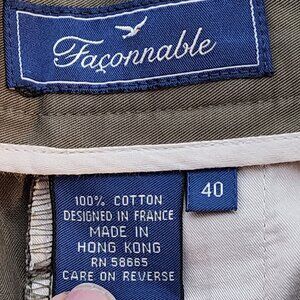 Façonnable
100% COTTON
DESIGNED IN FRANCE
MADE IN
HONG KONG
RN 58665
CARE ON REVERSE
40